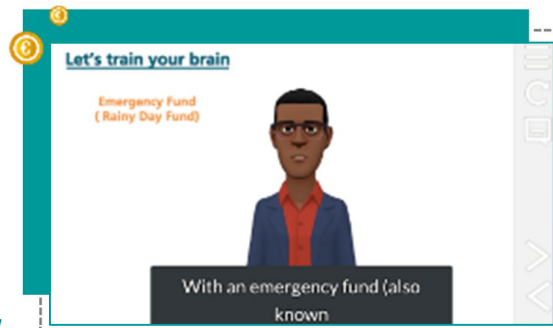 Let's train your brain
Emergency Fund
( Rainy Day Fund)
With an emergency fund (also
known